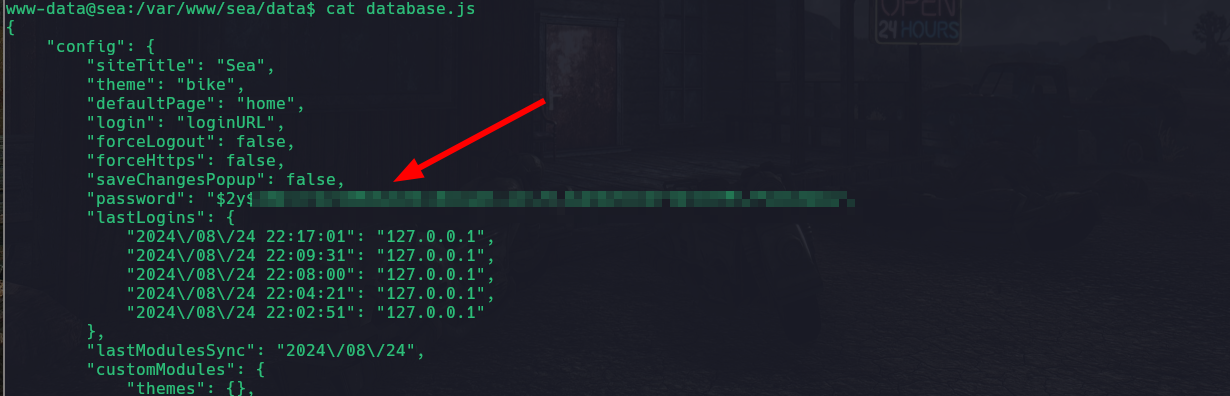 OPEN
24 HOURS
www-data@sea:/var/www/sea/data$ cat database.js
{
    "config": {
        "siteTitle": "Sea",
        "theme": "bike",
        "defaultPage": "home",
        "login": "loginURL",
        "forceLogout": false,
        "forceHttps": false,
        "saveChangesPopup": false,
        "password": "$2y$
        "lastLogins": {
            "2024\/08\/24 22:17:01": "127.0.0.1",
            "2024\/08\/24 22:09:31": "127.0.0.1",
            "2024\/08\/24 22:08:00": "127.0.0.1",
            "2024\/08\/24 22:04:21": "127.0.0.1",
            "2024\/08\/24 22:02:51": "127.0.0.1"
        },
        "lastModulesSync": "2024\/08\/24",
        "customModules": {
            "themes": {},